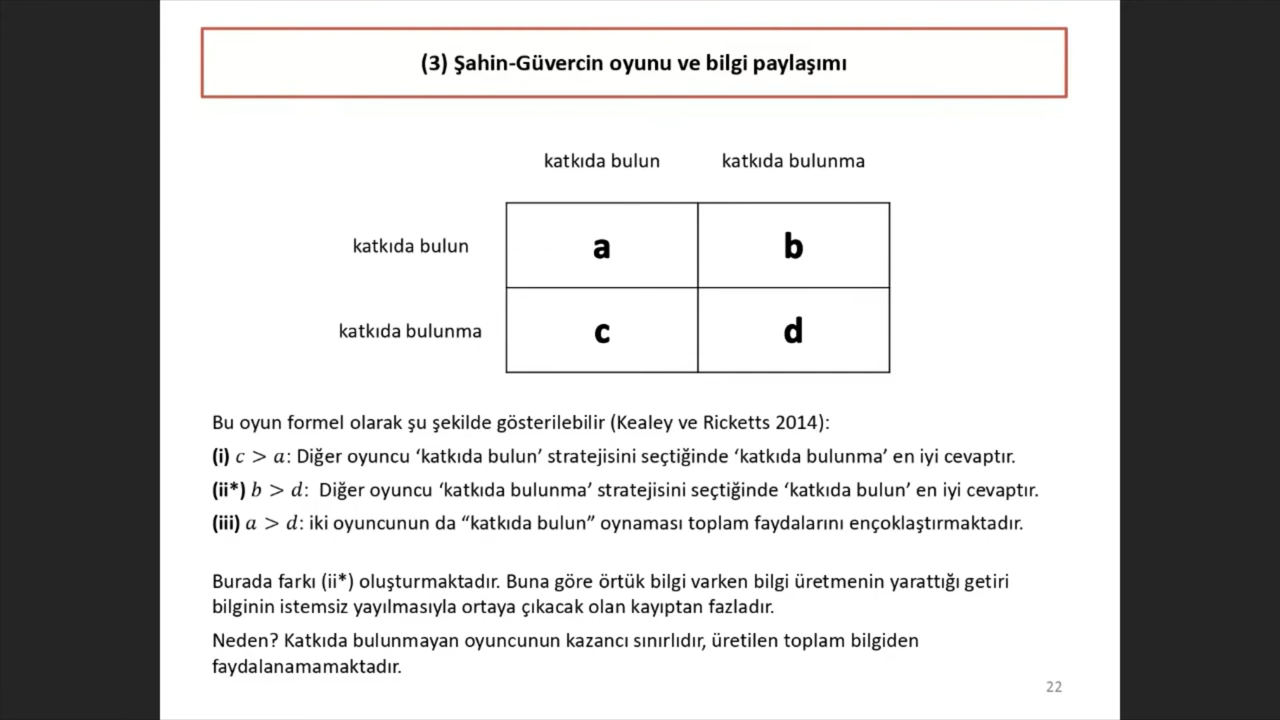 (3) Şahin-Güvercin oyunu ve bilgi paylaşımı
katkıda bulun katkıda bulunma
katkıda bulun a b
katkıda bulunma c d
Bu oyun formel olarak şu şekilde gösterilebilir (Kealey ve Ricketts 2014):
(i) c > a: Diğer oyuncu ‘katkıda bulun’ stratejisini seçtiğinde ‘katkıda bulunma’ en iyi cevaptır.
(ii*) b > d: Diğer oyuncu ‘katkıda bulunma’ stratejisini seçtiğinde ‘katkıda bulun’ en iyi cevaptır.
(iii) a > d: iki oyuncunun da “katkıda bulun” oynaması toplam faydalarını ençoklaştırmaktadır.
Burada farkı (ii*) oluşturmaktadır. Buna göre örtük bilgi varken bilgi üretmenin yarattığı getiri
bilginin istemsiz yayılmasıyla ortaya çıkacak olan kayıptan fazladır.
Neden? Katkıda bulunmayan oyuncunun kazancı sınırlıdır, üretilen toplam bilgiden
faydalanamamaktadır.
22